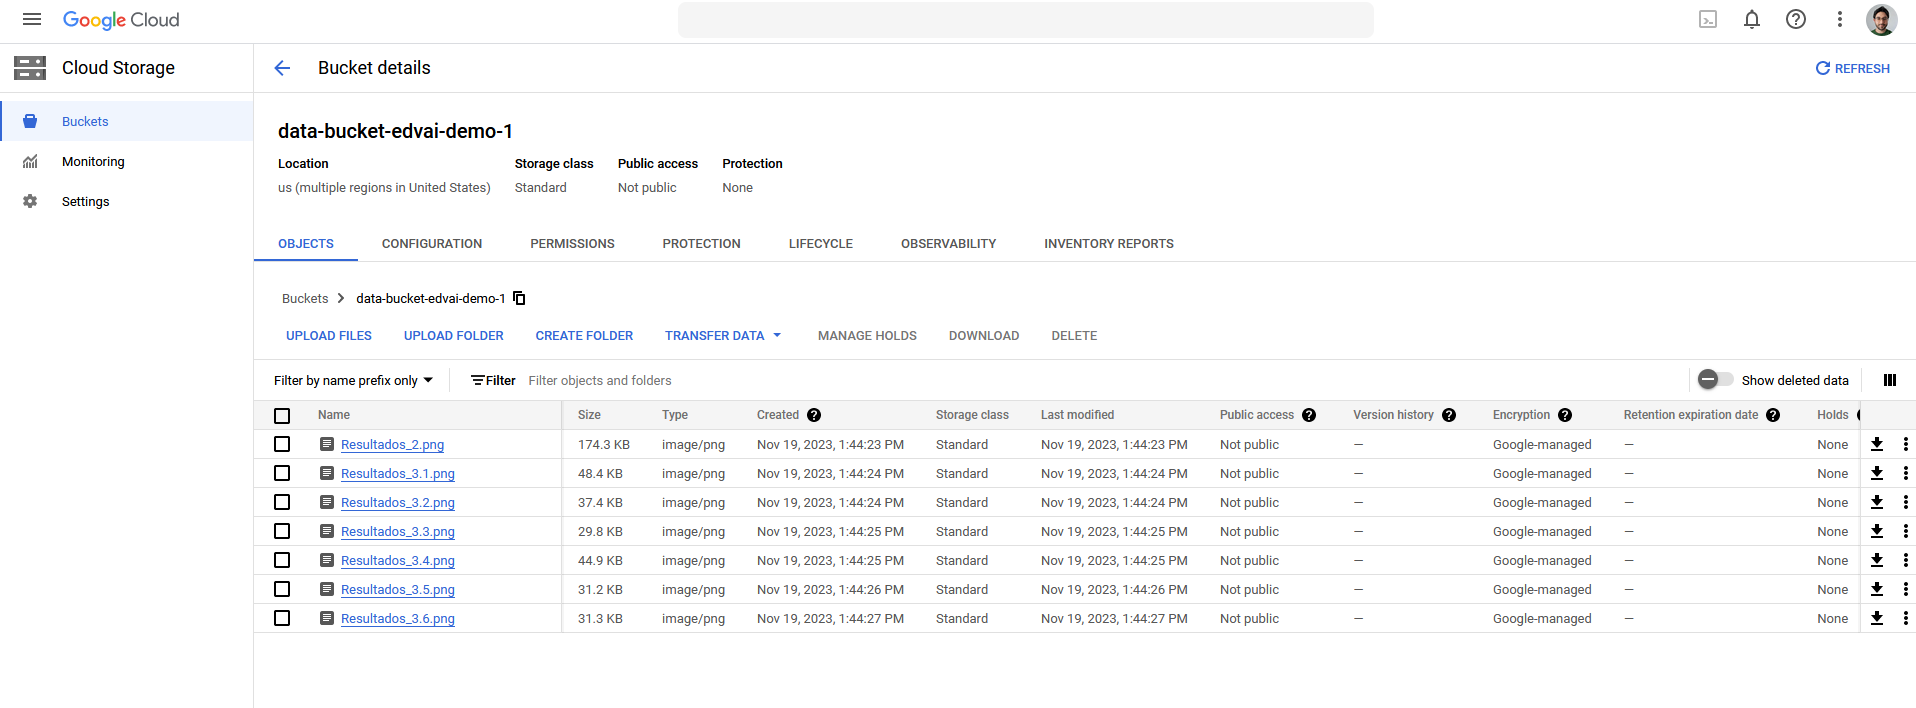 Google Cloud
Cloud Storage
Bucket details
REFRESH
Buckets
Monitoring
Settings
data-bucket-edvai-demo-1
Location Storage class Public access Protection
us (multiple regions in United States) Standard Not public None
OBJECTS CONFIGURATION PERMISSIONS PROTECTION LIFECYCLE OBSERVABILITY INVENTORY REPORTS
Buckets > data-bucket-edvai-demo-1
UPLOAD FILES UPLOAD FOLDER CREATE FOLDER TRANSFER DATA MANAGE HOLDS DOWNLOAD DELETE
Filter by name prefix only Filter Filter objects and folders Show deleted data
Name Size Type Created Storage class Last modified Public access Version history Encryption Retention expiration date Holds
Resultados_2.png 174.3 KB image/png Nov 19, 2023, 1:44:23 PM Standard Nov 19, 2023, 1:44:23 PM Not public — Google-managed — None
Resultados_3.1.png 48.4 KB image/png Nov 19, 2023, 1:44:24 PM Standard Nov 19, 2023, 1:44:24 PM Not public — Google-managed — None
Resultados_3.2.png 37.4 KB image/png Nov 19, 2023, 1:44:24 PM Standard Nov 19, 2023, 1:44:24 PM Not public — Google-managed — None
Resultados_3.3.png 29.8 KB image/png Nov 19, 2023, 1:44:25 PM Standard Nov 19, 2023, 1:44:25 PM Not public — Google-managed — None
Resultados_3.4.png 44.9 KB image/png Nov 19, 2023, 1:44:25 PM Standard Nov 19, 2023, 1:44:25 PM Not public — Google-managed — None
Resultados_3.5.png 31.2 KB image/png Nov 19, 2023, 1:44:26 PM Standard Nov 19, 2023, 1:44:26 PM Not public — Google-managed — None
Resultados_3.6.png 31.3 KB image/png Nov 19, 2023, 1:44:27 PM Standard Nov 19, 2023, 1:44:27 PM Not public — Google-managed — None